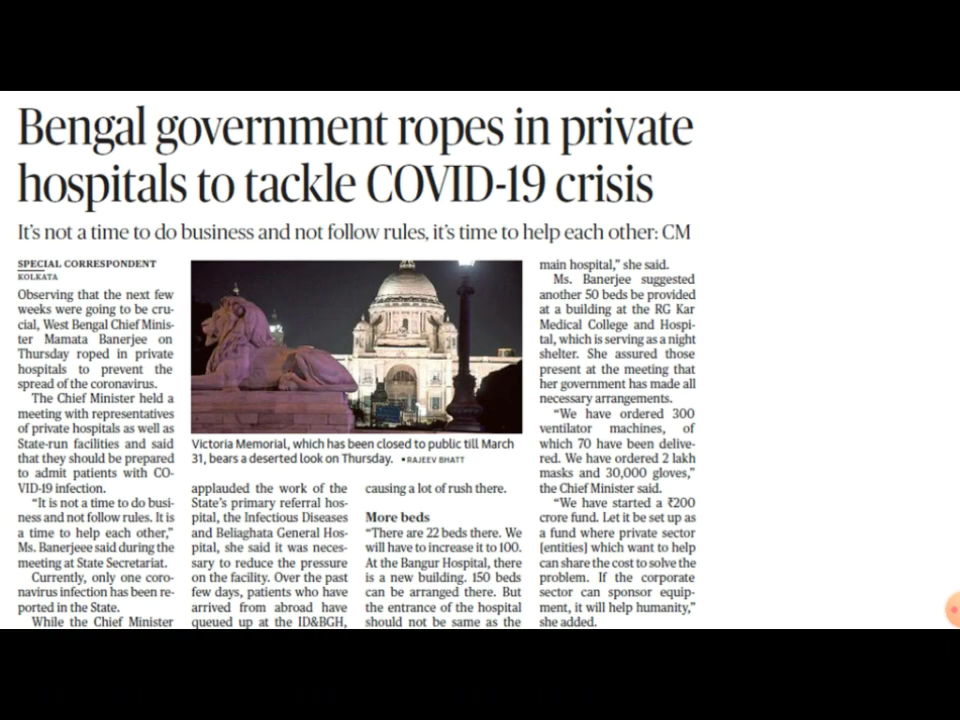 Bengal government ropes in private
hospitals to tackle COVID-19 crisis
It's not a time to do business and not follow rules, it's time to help each other: CM
SPECIAL CORRESPONDENT
KOLKATA
Observing that the next few
weeks were going to be cru-
cial, West Bengal Chief Minis-
ter Mamata Banerjee on
Thursday roped in private
hospitals to prevent the
spread of the coronavirus.
The Chief Minister held a
meeting with representatives
of private hospitals as well as
State-run facilities and said
that they should be prepared
to admit patients with CO-
VID-19 infection.
"It is not a time to do busi-
ness and not follow rules. It is
a time to help each other,"
Ms. Banerjeee said during the
meeting at State Secretariat.
Currently, only one coro-
navirus infection has been re-
ported in the State.
While the Chief Minister
Victoria Memorial, which has been closed to public till March
31, bears a deserted look on Thursday. •RAJEEV BHATT
applauded the work of the
State's primary referral hos-
pital, the Infectious Diseases
and Beliaghata General Hos-
pital, she said it was neces-
sary to reduce the pressure
on the facility. Over the past
few days, patients who have
arrived from abroad have
queued up at the ID&BGH,
causing a lot of rush there.
More beds
"There are 22 beds there. We
will have to increase it to 100.
At the Bangur Hospital, there
is a new building. 150 beds
can be arranged there. But
the entrance of the hospital
should not be same as the
main hospital," she said.
Ms. Banerjee suggested
another 50 beds be provided
at a building at the RG Kar
Medical College and Hospi-
tal, which is serving as a night
shelter. She assured those
present at the meeting that
her government has made all
necessary arrangements.
"We have ordered 300
ventilator machines, of
which 70 have been delive-
red. We have ordered 2 lakh
masks and 30,000 gloves,"
the Chief Minister said.
"We have started a ₹200
crore fund. Let it be set up as
a fund where private sector
[entities] which want to help
can share the cost to solve the
problem. If the corporate
sector can sponsor equip-
ment, it will help humanity,"
she added.